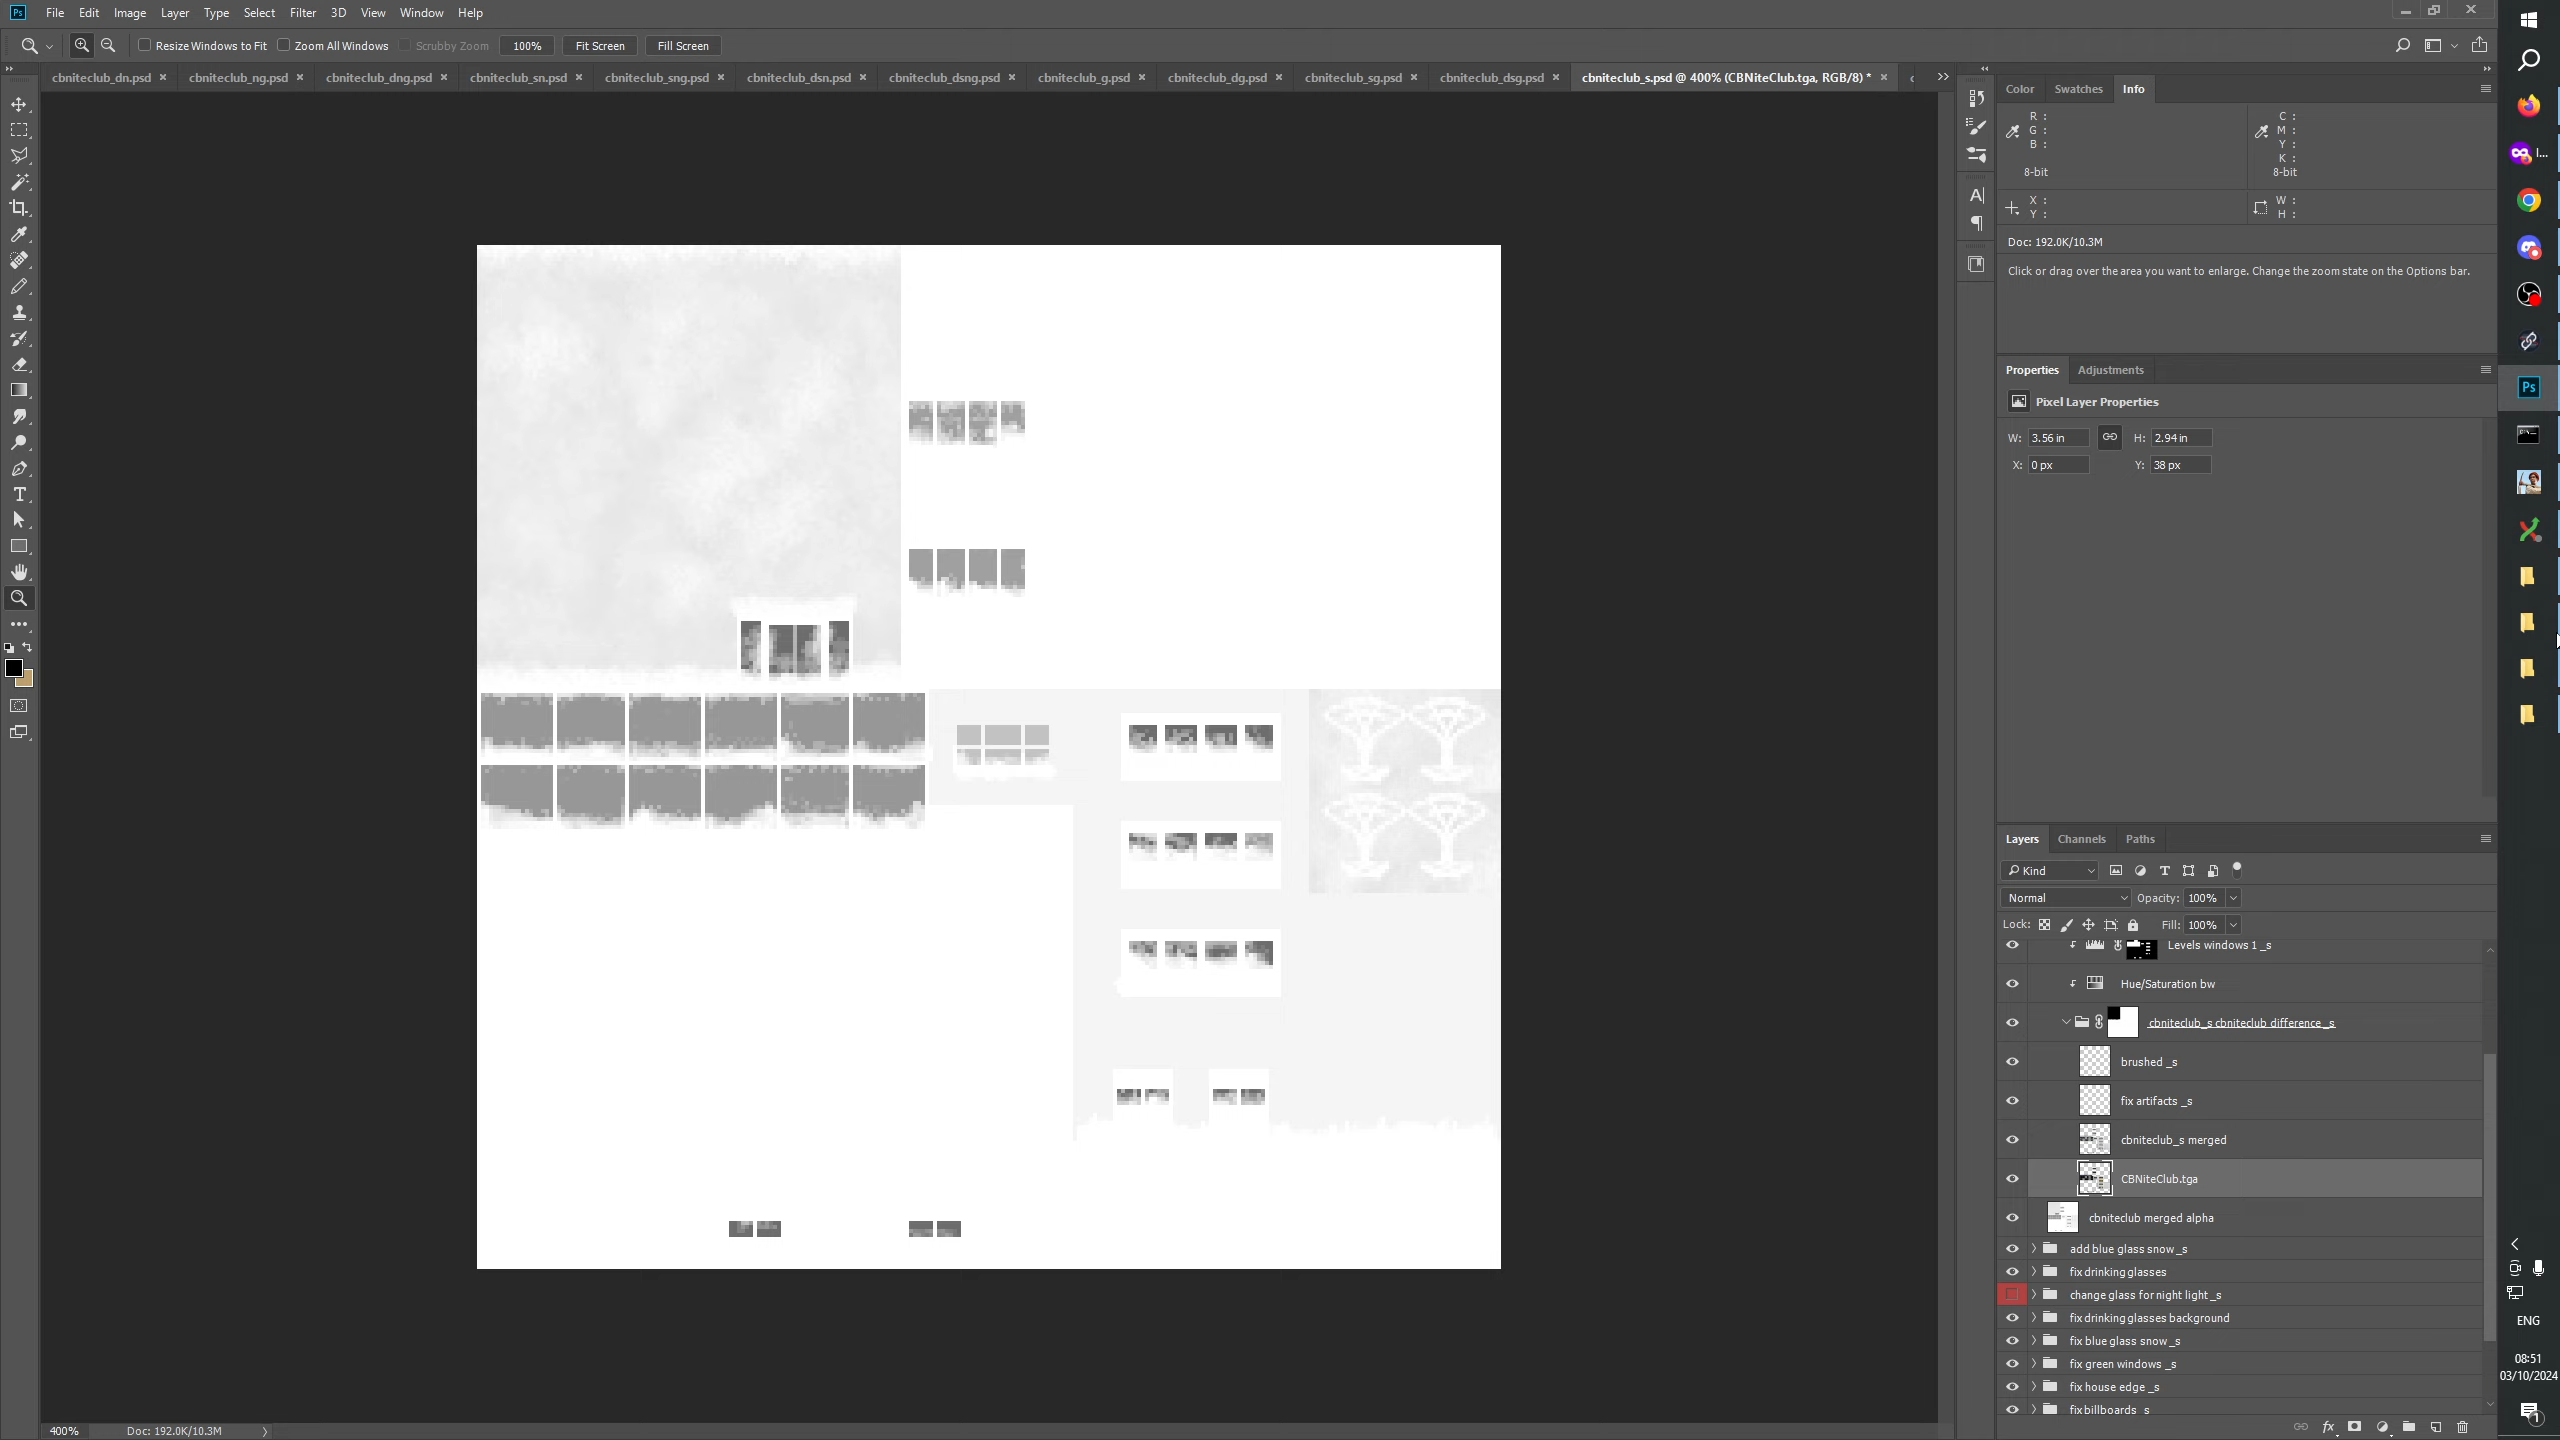 Ps File Edit Image Layer Type Select Filter 3D View Window Help
Resize Windows to Fit Zoom All Windows Scrubby Zoom 100% Fit Screen Fill Screen
cbniteclub_dn.psd × cbniteclub_ng.psd × cbniteclub_dng.psd × cbniteclub_sn.psd × cbniteclub_sng.psd × cbniteclub_dsn.psd × cbniteclub_dsng.psd × cbniteclub_g.psd × cbniteclub_dg.psd × cbniteclub_sg.psd × cbniteclub_dsg.psd × cbniteclub_s.psd @ 400% (CBNiteClub.tga, RGB/8) * ×
Color Swatches Info
R : C :
G : M :
B : Y :
K :
8-bit 8-bit
X : W :
Y : H :
Doc: 192.0K/10.3M
Click or drag over the area you want to enlarge. Change the zoom state on the Options bar.
Properties Adjustments
Pixel Layer Properties
W: 3.56 in H: 2.94 in
X: 0 px Y: 38 px
Layers Channels Paths
Kind
Normal Opacity: 100%
Lock: Fill: 100%
Levels windows 1 _s
Hue/Saturation bw
cbniteclub_s cbniteclub difference _s
brushed _s
fix artifacts _s
cbniteclub_s merged
CBNiteClub.tga
cbniteclub merged alpha
add blue glass snow _s
fix drinking glasses
change glass for night light _s
fix drinking glasses background
fix blue glass snow _s
fix green windows _s
fix house edge _s
fix billboards _s
400% Doc: 192.0K/10.3M
I...
Ps
ENG
08:51
03/10/2024
1